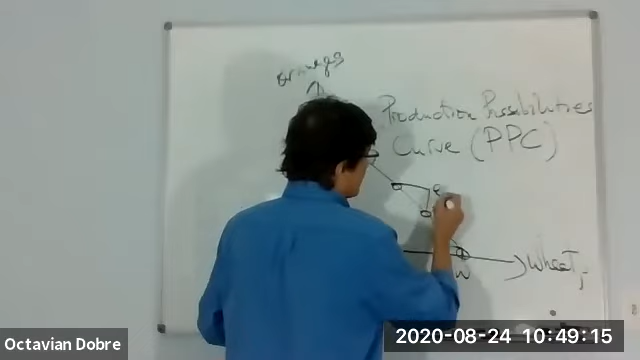 oranges
Production Possibilities
Curve (PPC)
e
Wheat
W
Octavian Dobre
2020-08-24 10:49:15